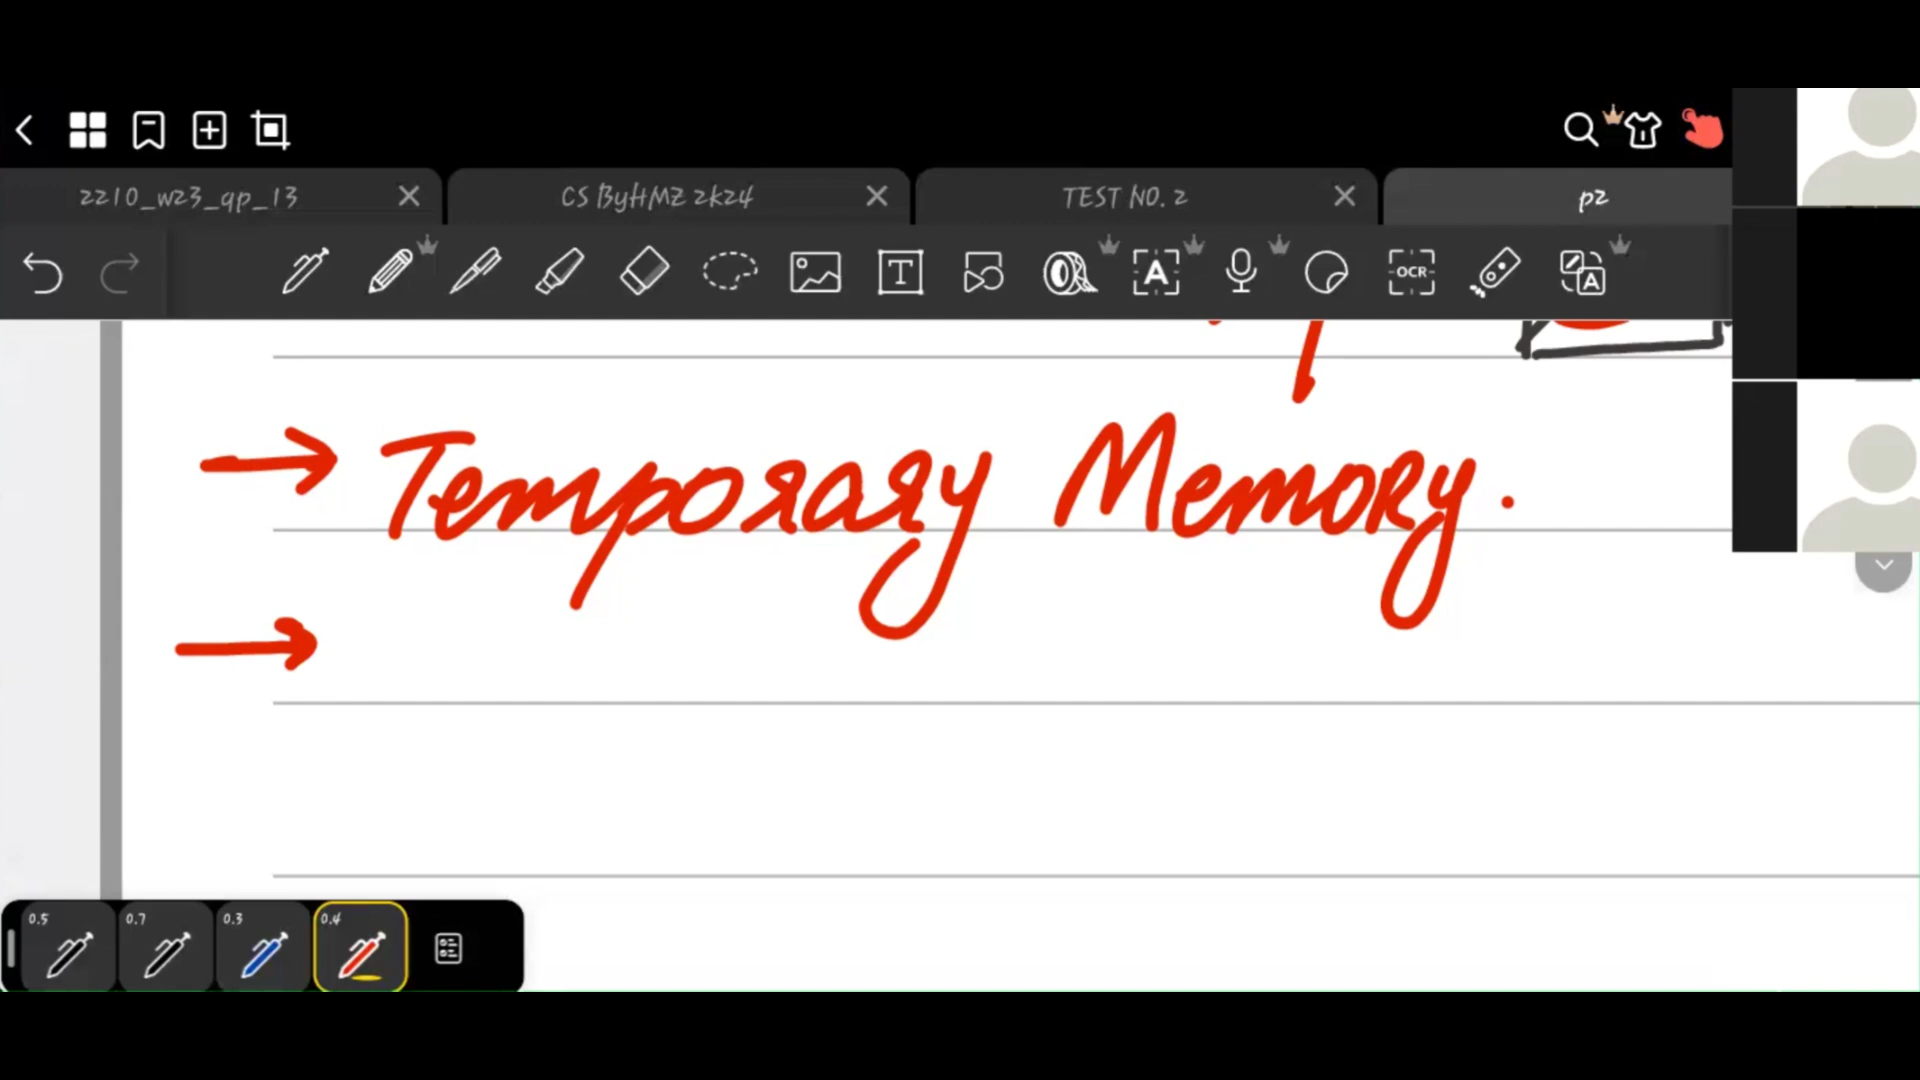 2210_w23_qp_13
CS ByHMZ 2k24
TEST NO. 2
p2
T
A
OCR
A
→ Temporary Memory.
→
0.5
0.7
0.3
0.4